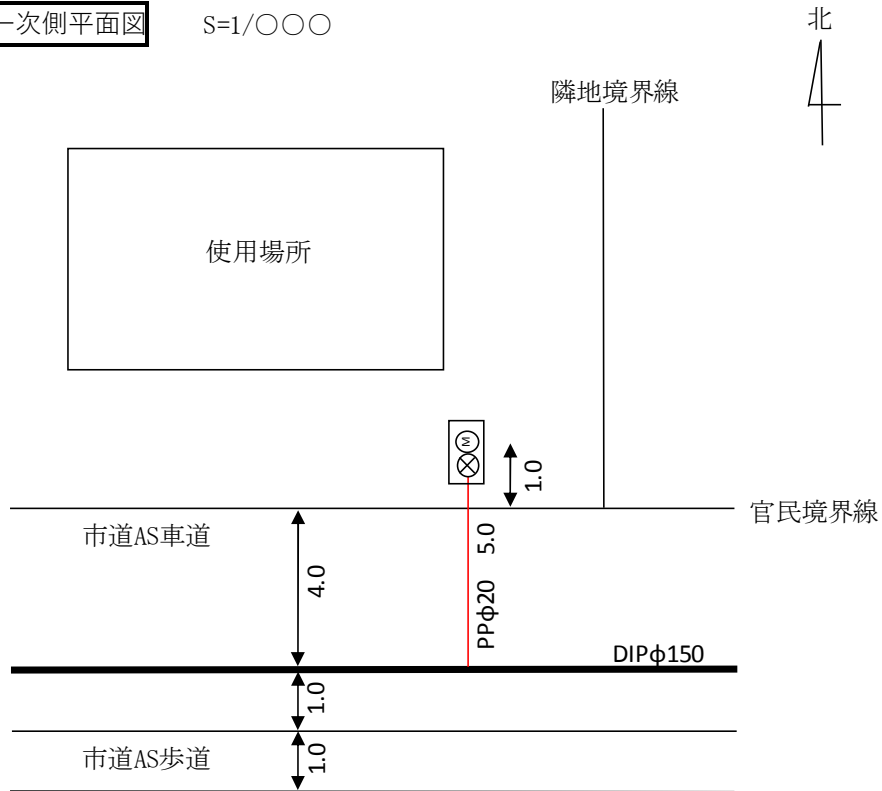 一次側平面図 S=1/○○○
北
隣地境界線
使用場所
M
1.0
官民境界線
市道AS車道
4.0
PPφ20 5.0
DIPφ150
1.0
市道AS歩道
1.0